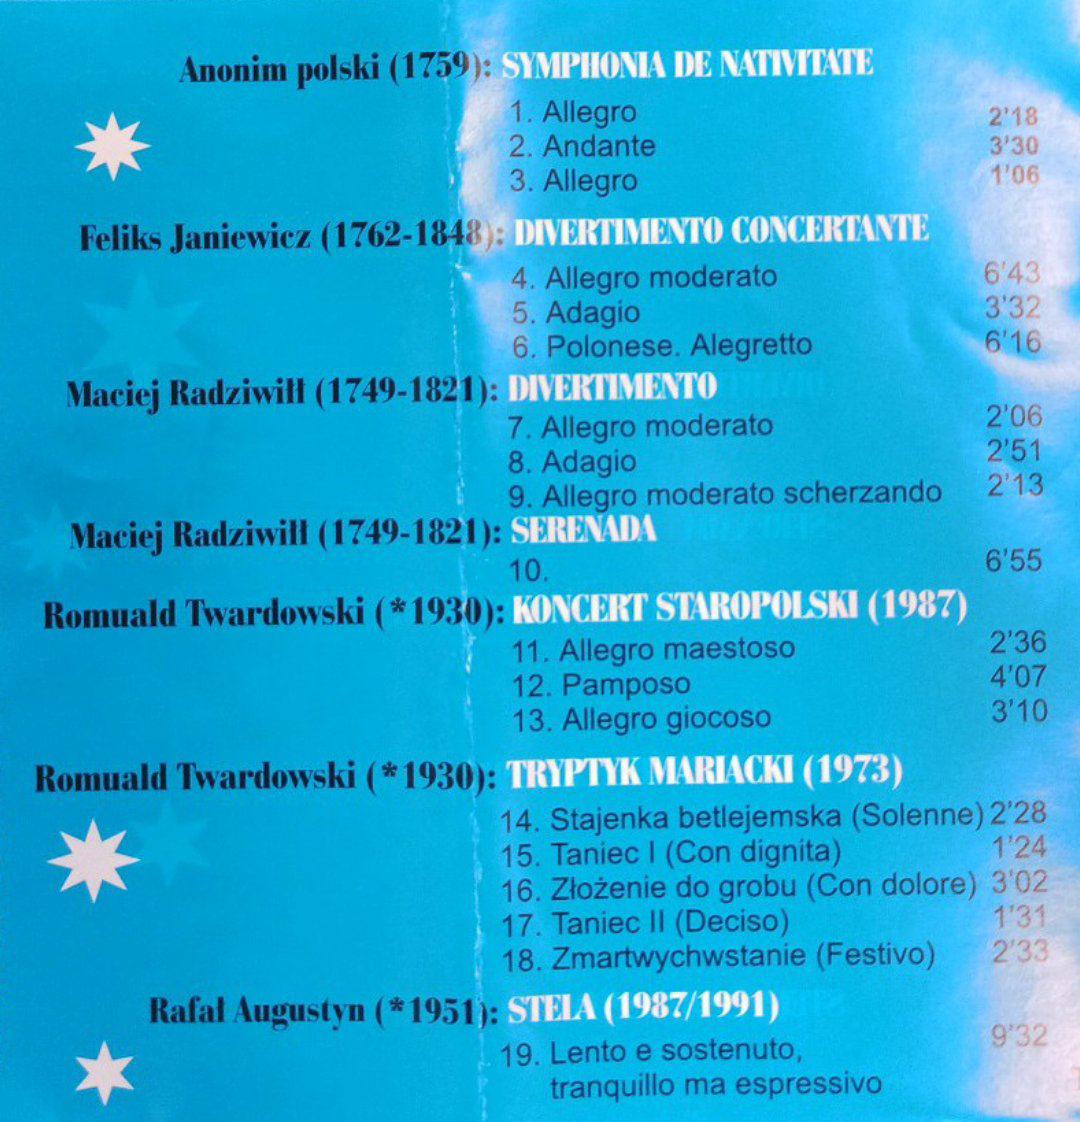 Anonim polski (1759): SYMPHONIA DE NATIVITATE
1. Allegro 2'18
2. Andante 3'30
3. Allegro 1'06
Feliks Janiewicz (1762-1848): DIVERTIMENTO CONCERTANTE
4. Allegro moderato 6'43
5. Adagio 3'32
6. Polonese. Alegretto 6'16
Maciej Radziwiłł (1749-1821): DIVERTIMENTO
7. Allegro moderato 2'06
8. Adagio 2'51
9. Allegro moderato scherzando 2'13
Maciej Radziwiłł (1749-1821): SERENADA
10. 6'55
Romuald Twardowski (*1930): KONCERT STAROPOLSKI (1987)
11. Allegro maestoso 2'36
12. Pamposo 4'07
13. Allegro giocoso 3'10
Romuald Twardowski (*1930): TRYPTYK MARIACKI (1973)
14. Stajenka betlejemska (Solenne) 2'28
15. Taniec I (Con dignita) 1'24
16. Złożenie do grobu (Con dolore) 3'02
17. Taniec II (Deciso) 1'31
18. Zmartwychwstanie (Festivo) 2'33
Rafał Augustyn (*1951): STELA (1987/1991)
19. Lento e sostenuto, 9'32
tranquillo ma espressivo